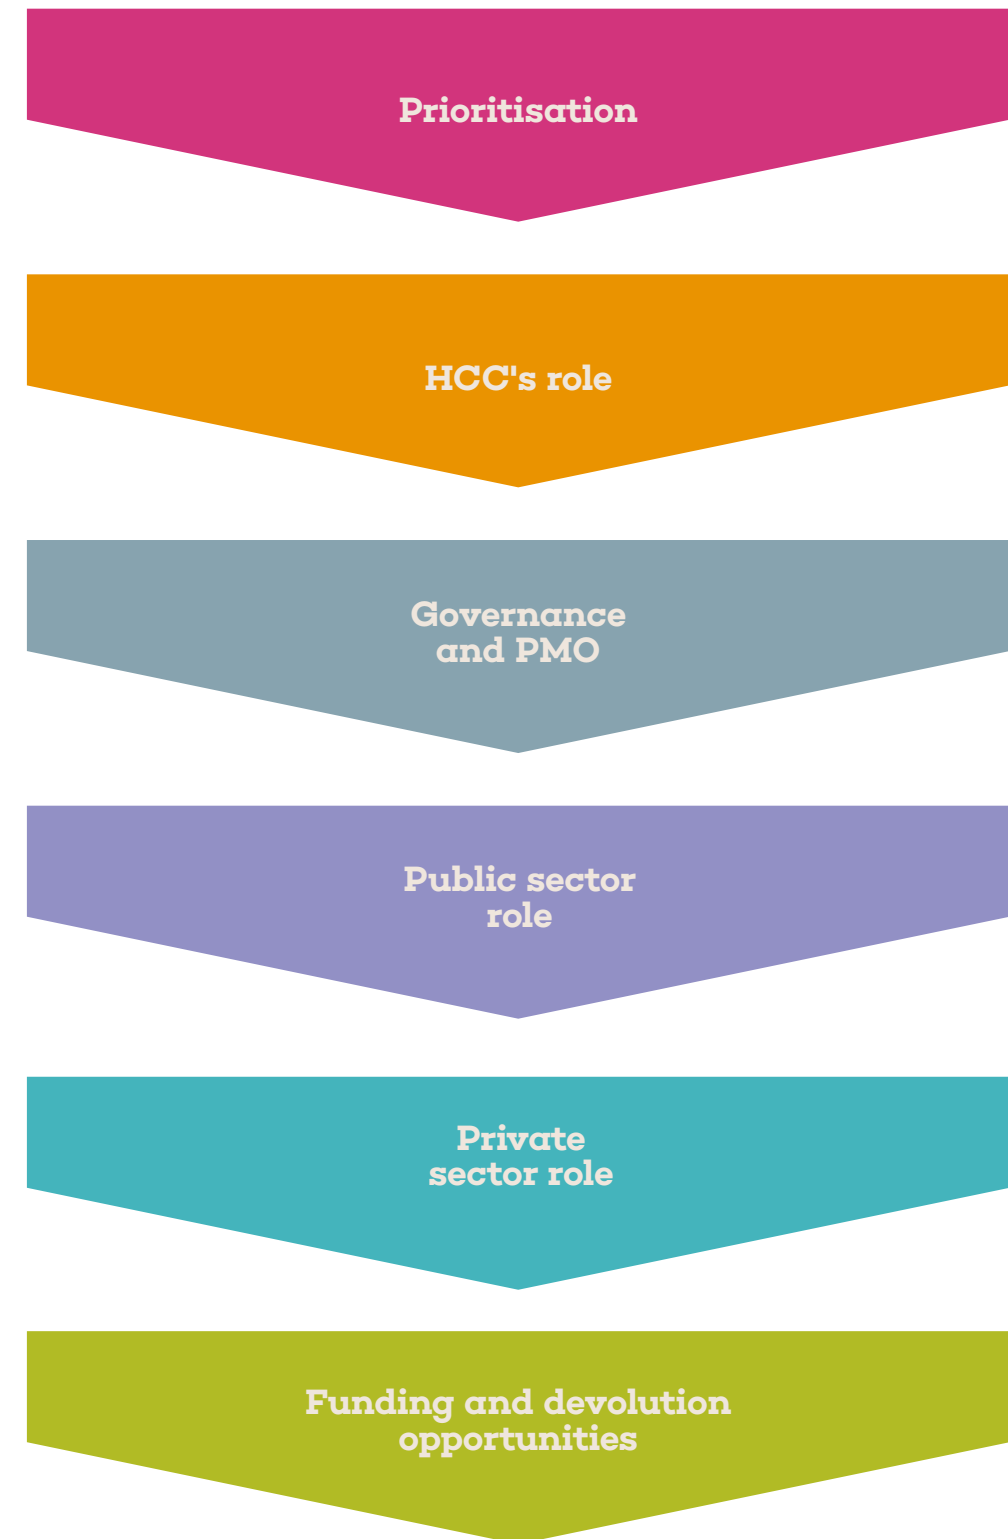 Prioritisation
HCC's role
Governance
and PMO
Public sector
role
Private
sector role
Funding and devolution
opportunities